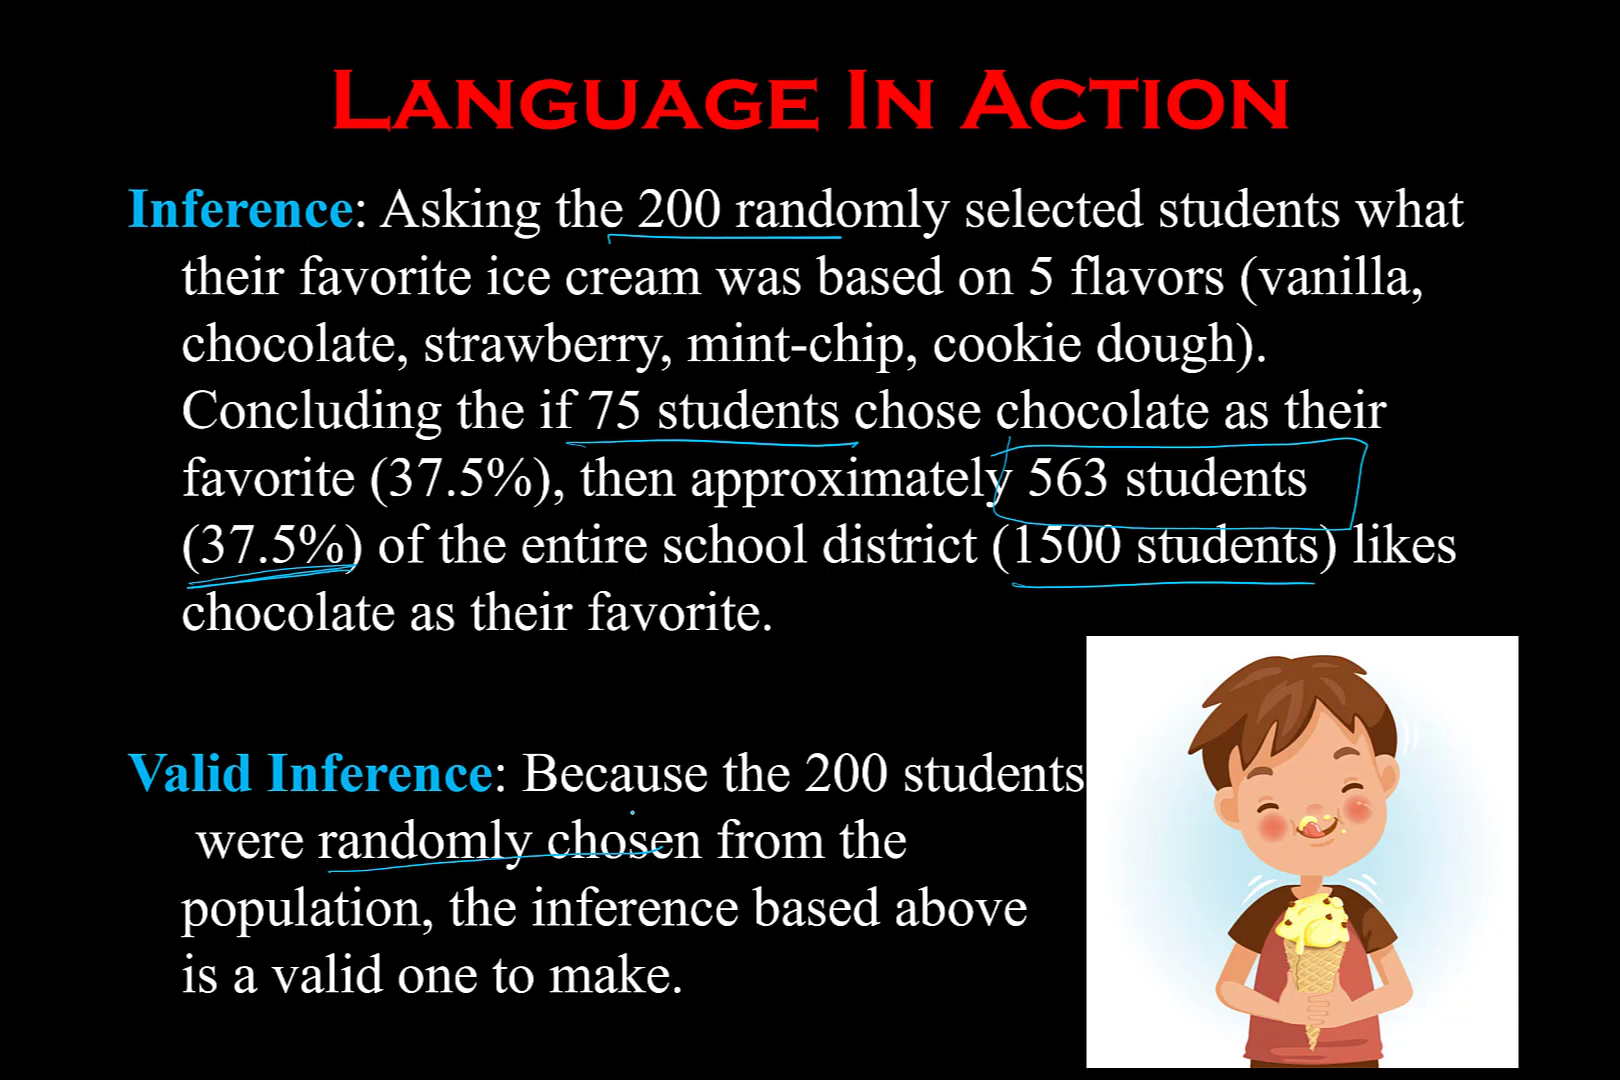 LANGUAGE IN ACTION
Inference: Asking the 200 randomly selected students what
their favorite ice cream was based on 5 flavors (vanilla,
chocolate, strawberry, mint-chip, cookie dough).
Concluding the if 75 students chose chocolate as their
favorite (37.5%), then approximately 563 students
(37.5%) of the entire school district (1500 students) likes
chocolate as their favorite.
Valid Inference: Because the 200 students
were randomly chosen from the
population, the inference based above
is a valid one to make.